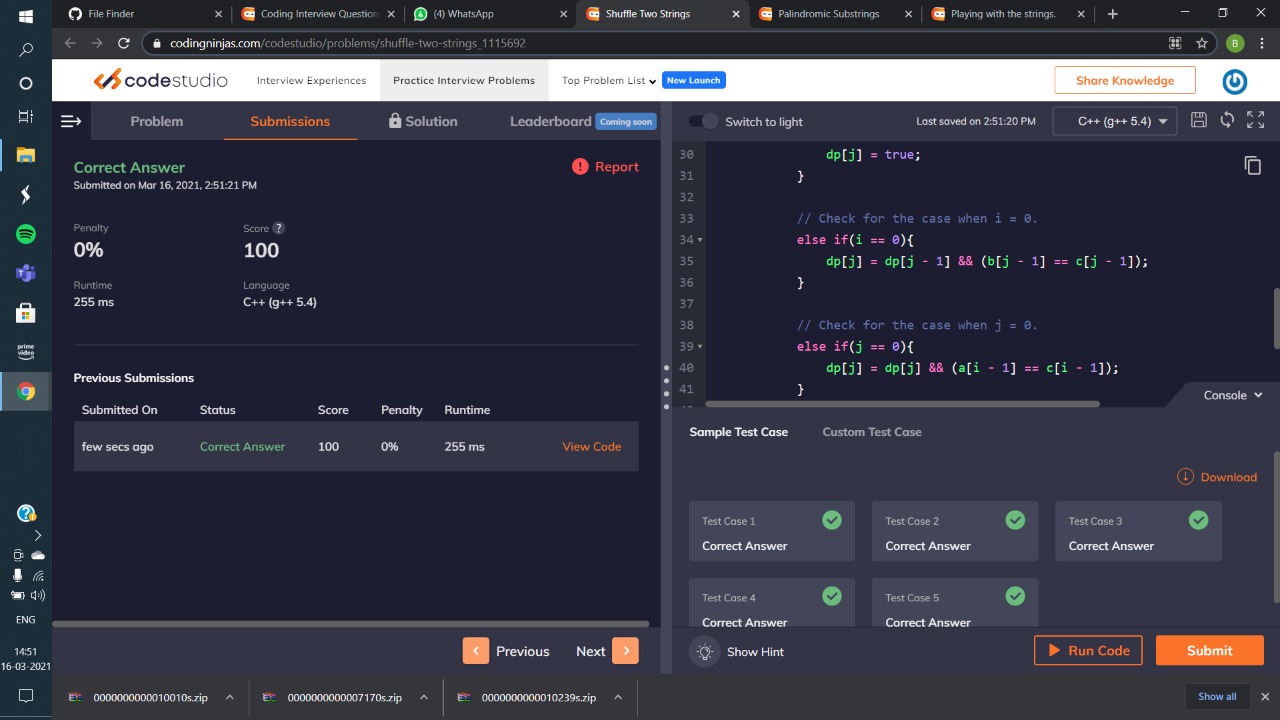 File Finder
Coding Interview Question
(4) WhatsApp
Shuffle Two Strings
Palindromic Substrings
Playing with the strings.
codingninjas.com/codestudio/problems/shuffle-two-strings_1115692
B
codestudio
Interview Experiences
Practice Interview Problems
Top Problem List
New Launch
Share Knowledge
Problem
Submissions
Solution
Leaderboard
Coming soon
Switch to light
Last saved on 2:51:20 PM
C++ (g++ 5.4)
Correct Answer
Submitted on Mar 16, 2021, 2:51:21 PM
Report
Penalty
Score ?
0%
100
Runtime
Language
255 ms
C++ (g++ 5.4)
Previous Submissions
Submitted On Status Score Penalty Runtime
few secs ago Correct Answer 100 0% 255 ms View Code
30 dp[j] = true;
31 }
32
33 // Check for the case when i = 0.
34 else if(i == 0){
35 dp[j] = dp[j - 1] && (b[j - 1] == c[j - 1]);
36 }
37
38 // Check for the case when j = 0.
39 else if(j == 0){
40 dp[j] = dp[j] && (a[i - 1] == c[i - 1]);
41 }
Console
Sample Test Case
Custom Test Case
Download
Test Case 1
Correct Answer
Test Case 2
Correct Answer
Test Case 3
Correct Answer
Test Case 4
Correct Answer
Test Case 5
Correct Answer
Previous
Next
Show Hint
Run Code
Submit
prime video
ENG
14:51
16-03-2021
0000000000010010s.zip
0000000000007170s.zip
0000000000010239s.zip
Show all